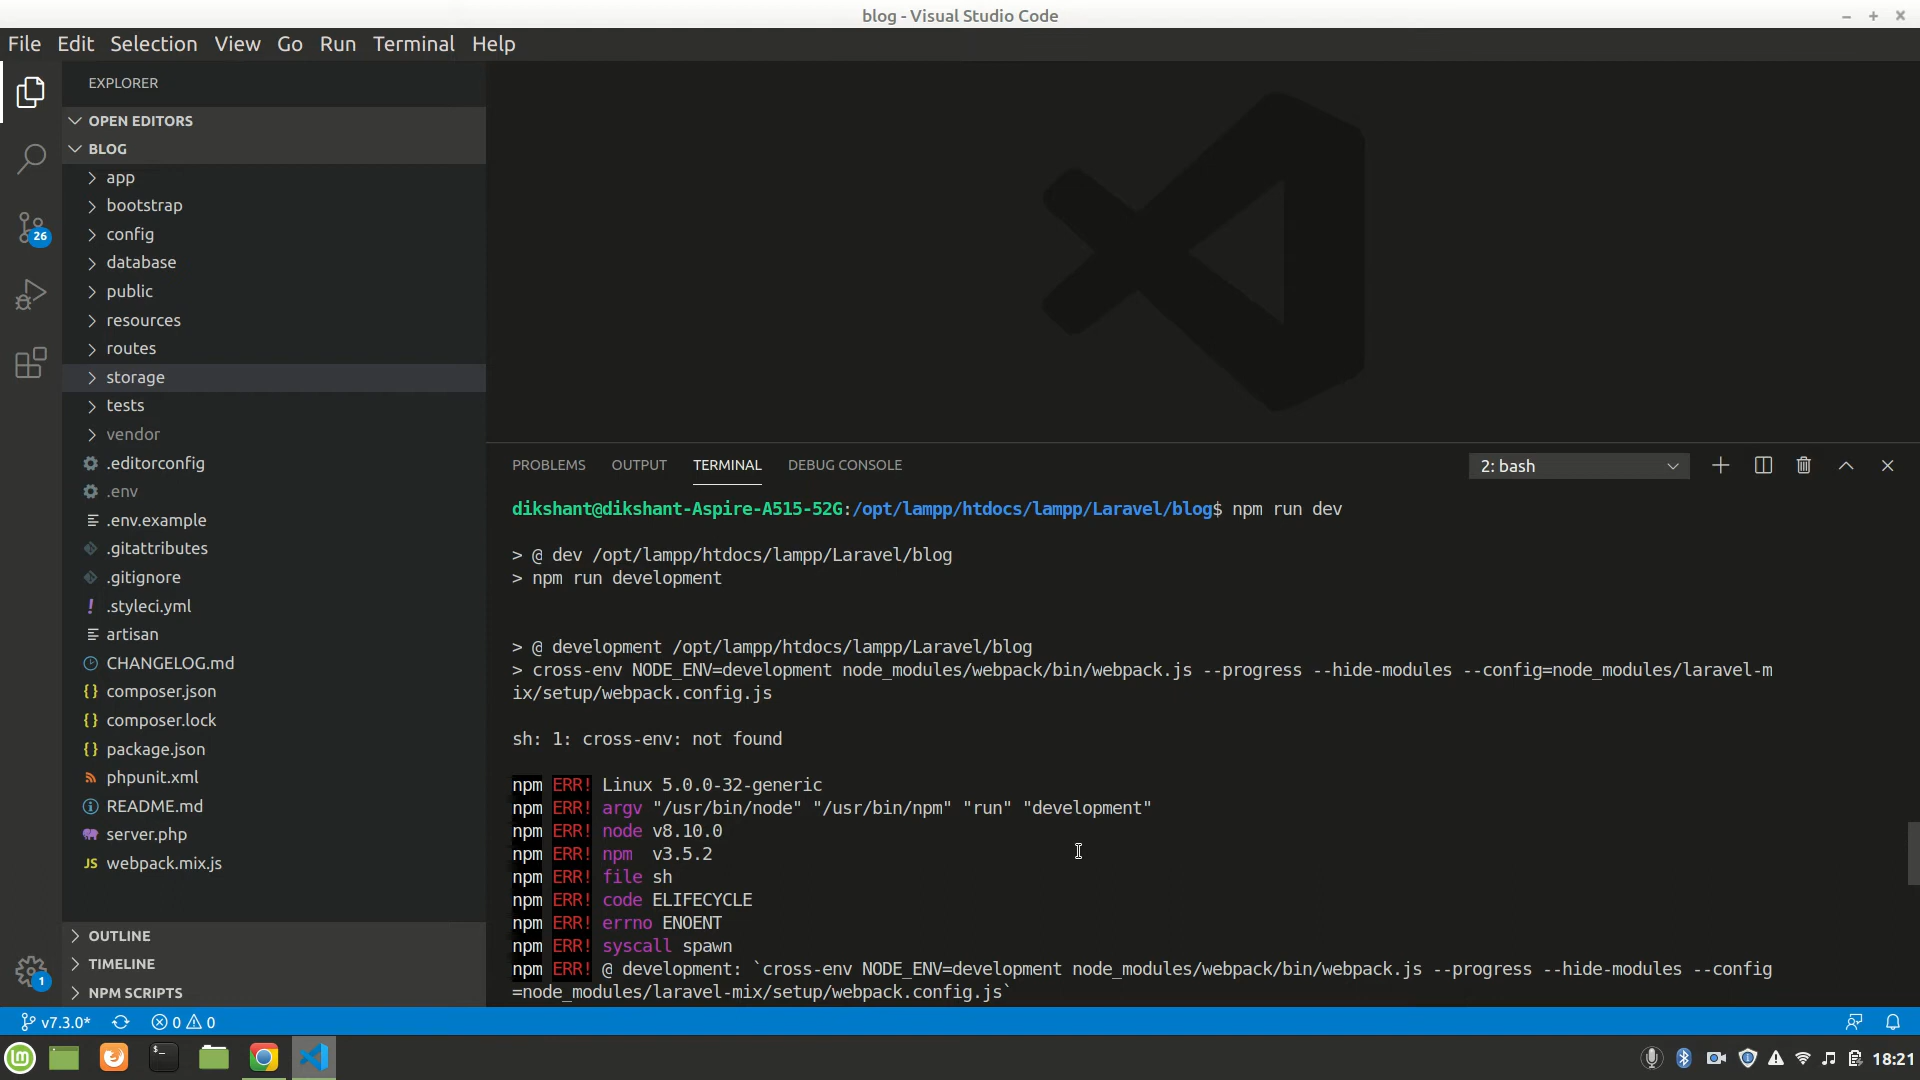 blog - Visual Studio Code
File Edit Selection View Go Run Terminal Help
EXPLORER
OPEN EDITORS
BLOG
app
bootstrap
26
config
database
public
resources
routes
storage
tests
vendor
.editorconfig
.env
.env.example
.gitattributes
.gitignore
! .styleci.yml
artisan
CHANGELOG.md
{} composer.json
{} composer.lock
{} package.json
phpunit.xml
README.md
server.php
JS webpack.mix.js
OUTLINE
TIMELINE
1
NPM SCRIPTS
PROBLEMS OUTPUT TERMINAL DEBUG CONSOLE 2: bash
dikshant@dikshant-Aspire-A515-52G:/opt/lampp/htdocs/lampp/Laravel/blog$ npm run dev
> @ dev /opt/lampp/htdocs/lampp/Laravel/blog
> npm run development
> @ development /opt/lampp/htdocs/lampp/Laravel/blog
> cross-env NODE_ENV=development node_modules/webpack/bin/webpack.js --progress --hide-modules --config=node_modules/laravel-m
ix/setup/webpack.config.js
sh: 1: cross-env: not found
npm ERR! Linux 5.0.0-32-generic
npm ERR! argv "/usr/bin/node" "/usr/bin/npm" "run" "development"
npm ERR! node v8.10.0
npm ERR! npm  v3.5.2
npm ERR! file sh
npm ERR! code ELIFECYCLE
npm ERR! errno ENOENT
npm ERR! syscall spawn
npm ERR! @ development: `cross-env NODE_ENV=development node_modules/webpack/bin/webpack.js --progress --hide-modules --config
=node_modules/laravel-mix/setup/webpack.config.js`
v7.3.0* 0 0
18:21